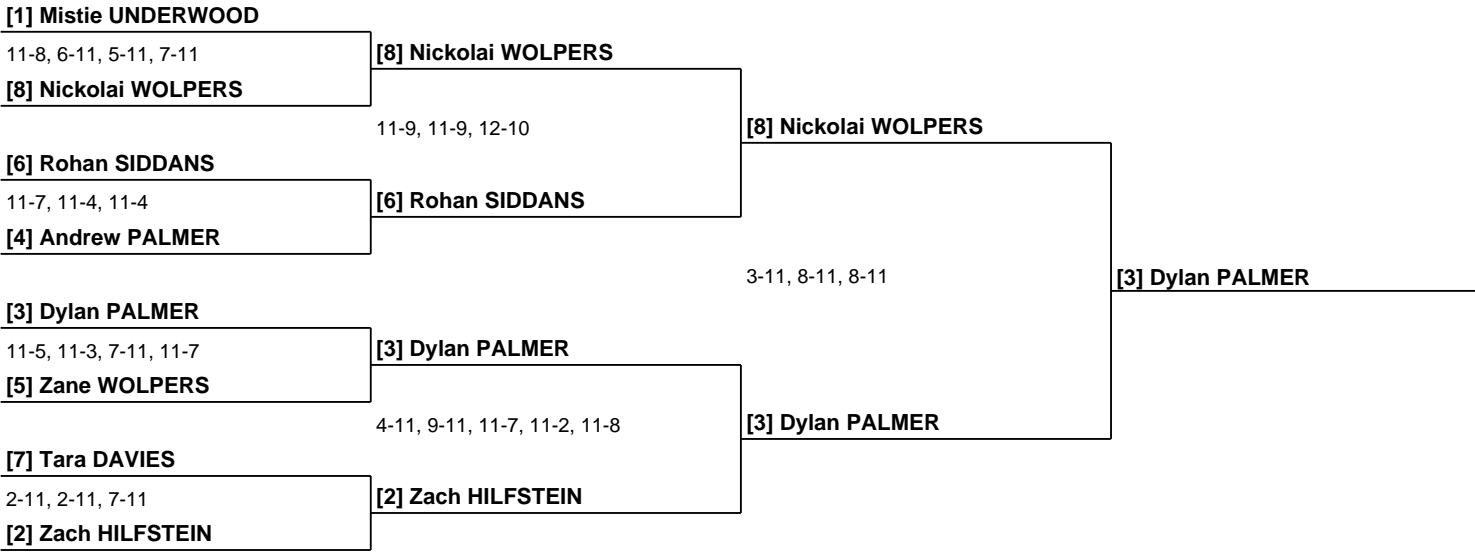 [1] Mistie UNDERWOOD
11-8, 6-11, 5-11, 7-11
[8] Nickolai WOLPERS
[8] Nickolai WOLPERS
11-9, 11-9, 12-10
[8] Nickolai WOLPERS
[6] Rohan SIDDANS
11-7, 11-4, 11-4
[6] Rohan SIDDANS
[4] Andrew PALMER
3-11, 8-11, 8-11
[3] Dylan PALMER
[3] Dylan PALMER
11-5, 11-3, 7-11, 11-7
[3] Dylan PALMER
[5] Zane WOLPERS
4-11, 9-11, 11-7, 11-2, 11-8
[3] Dylan PALMER
[7] Tara DAVIES
2-11, 2-11, 7-11
[2] Zach HILFSTEIN
[2] Zach HILFSTEIN